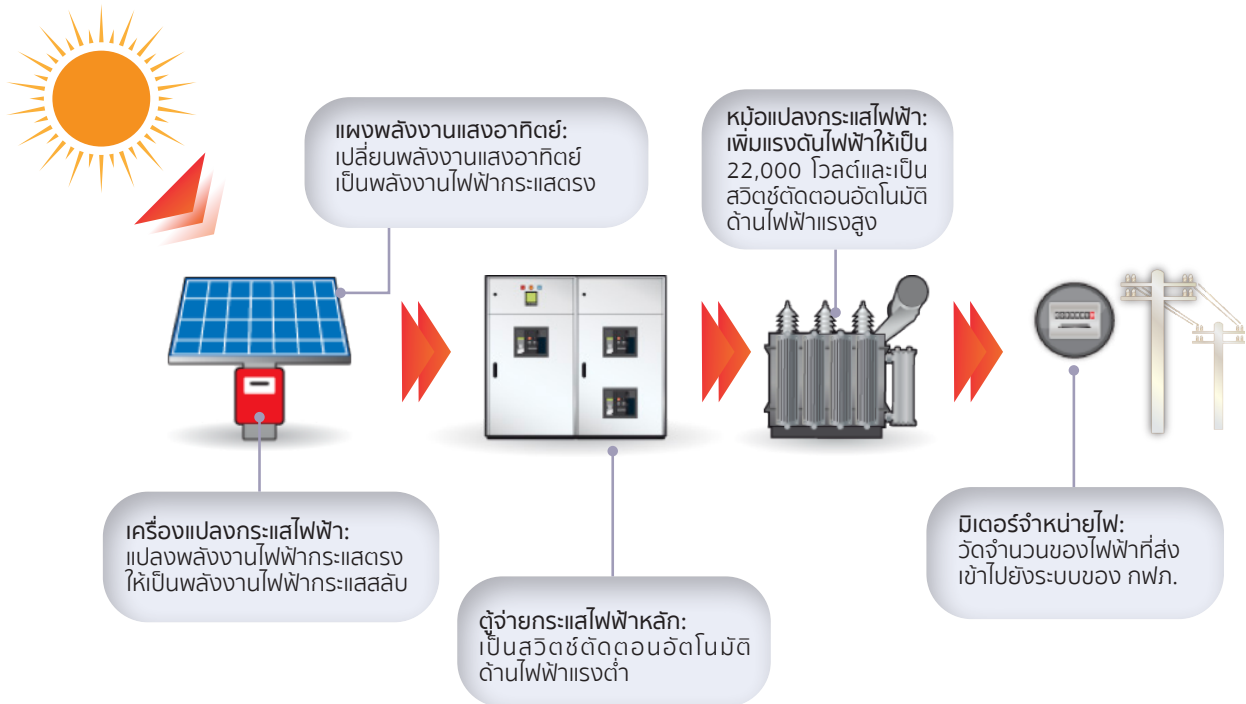 แผงพลังงานแสงอาทิตย์:
เปลี่ยนพลังงานแสงอาทิตย์
เป็นพลังงานไฟฟ้ากระแสตรง
หม้อแปลงกระแสไฟฟ้า:
เพิ่มแรงดันไฟฟ้าให้เป็น
22,000 โวลต์และเป็น
สวิตช์ตัดตอนอัตโนมัติ
ด้านไฟฟ้าแรงสูง
เครื่องแปลงกระแสไฟฟ้า:
แปลงพลังงานไฟฟ้ากระแสตรง
ให้เป็นพลังงานไฟฟ้ากระแสสลับ
ตู้จ่ายกระแสไฟฟ้าหลัก:
เป็นสวิตช์ตัดตอนอัตโนมัติ
ด้านไฟฟ้าแรงต่ำ
มิเตอร์จำหน่ายไฟ:
วัดจำนวนของไฟฟ้าที่ส่ง
เข้าไปยังระบบของ กฟภ.